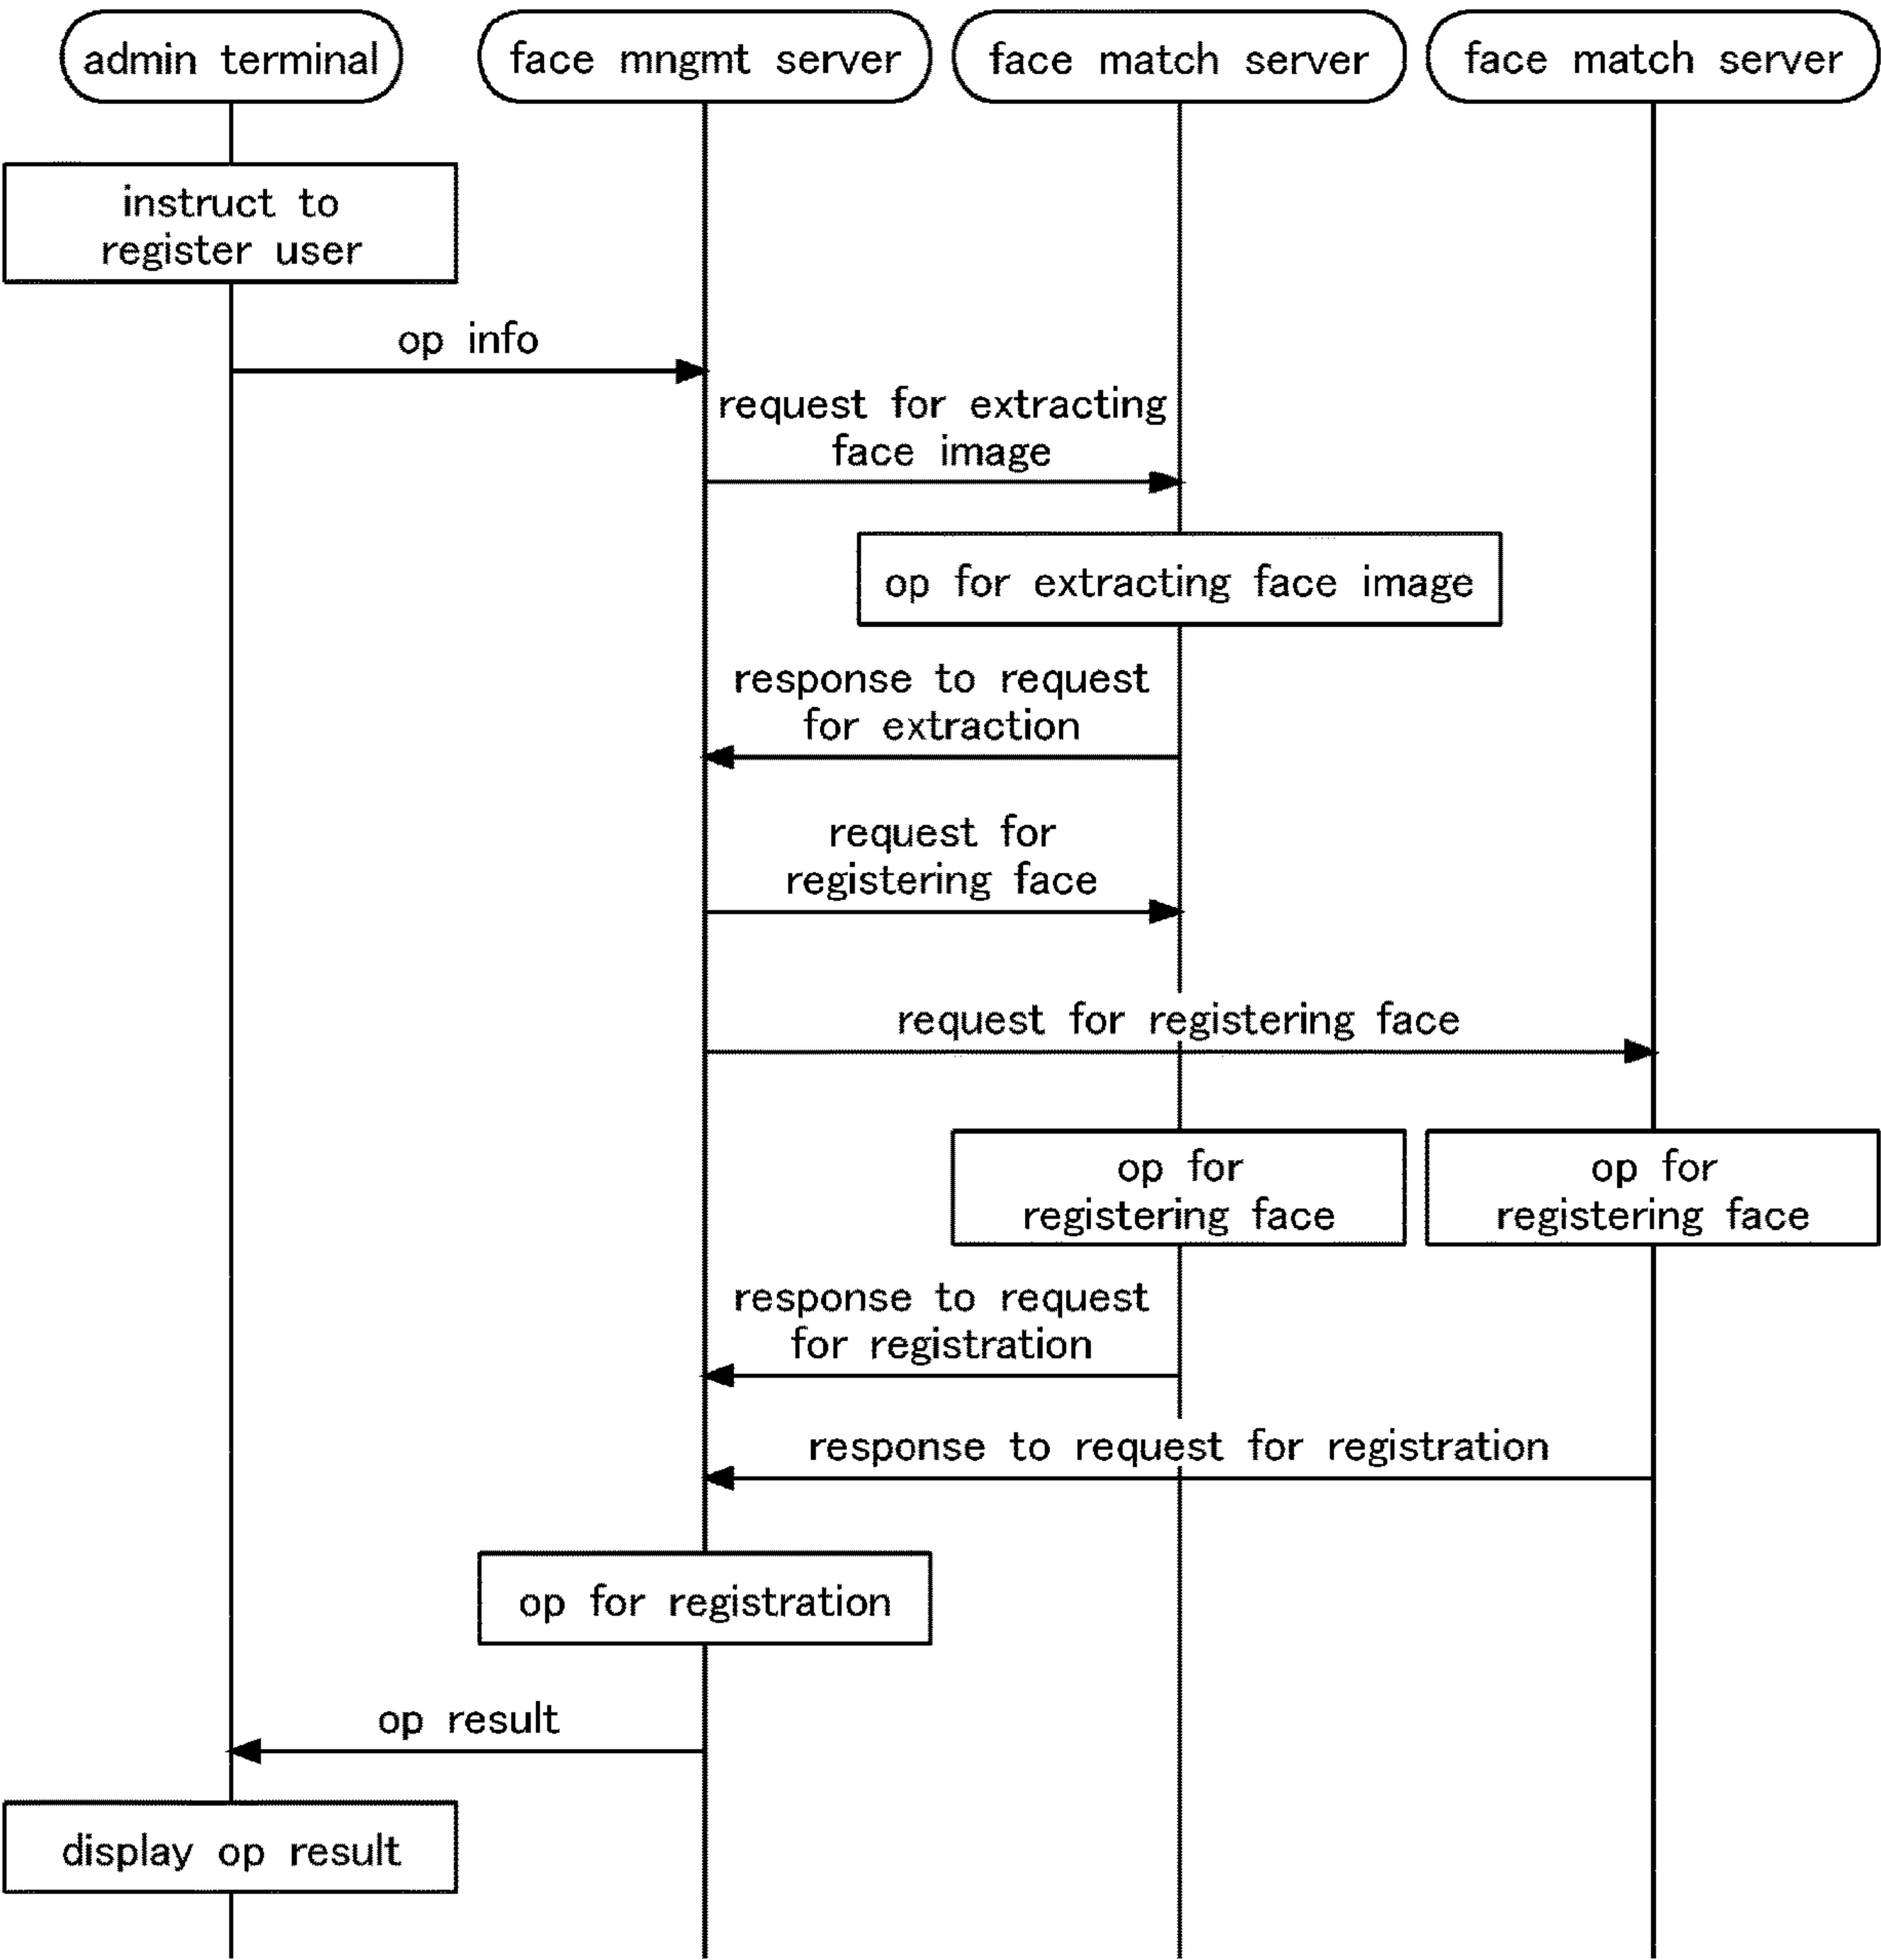 admin terminal
face mngmt server
face match server
face match server
instruct to
register user
op info
request for extracting
face image
op for extracting face image
response to request
for extraction
request for
registering face
request for registering face
op for
registering face
op for
registering face
response to request
for registration
response to request for registration
op for registration
op result
display op result